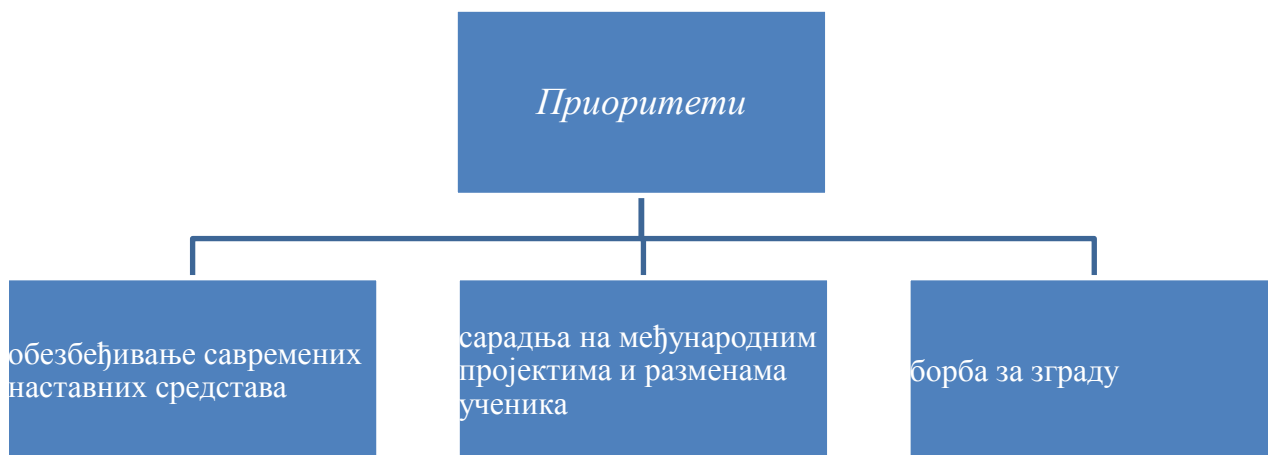 Приоритети
обезбеђивање савремених
наставних средстава
сарадња на међународним
пројектима и разменама
ученика
борба за зграду